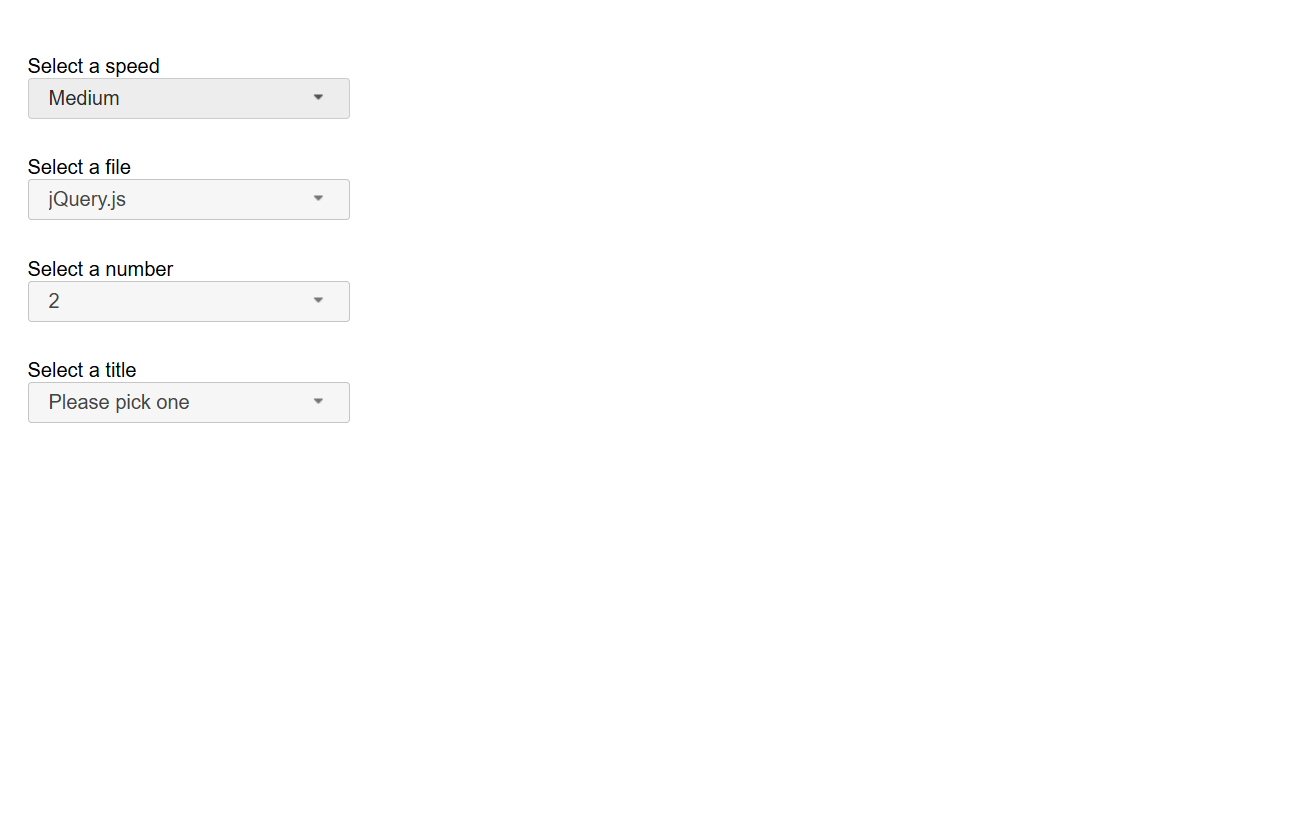 Select a speed
Medium
Select a file
jQuery.js
Select a number
2
Select a title
Please pick one